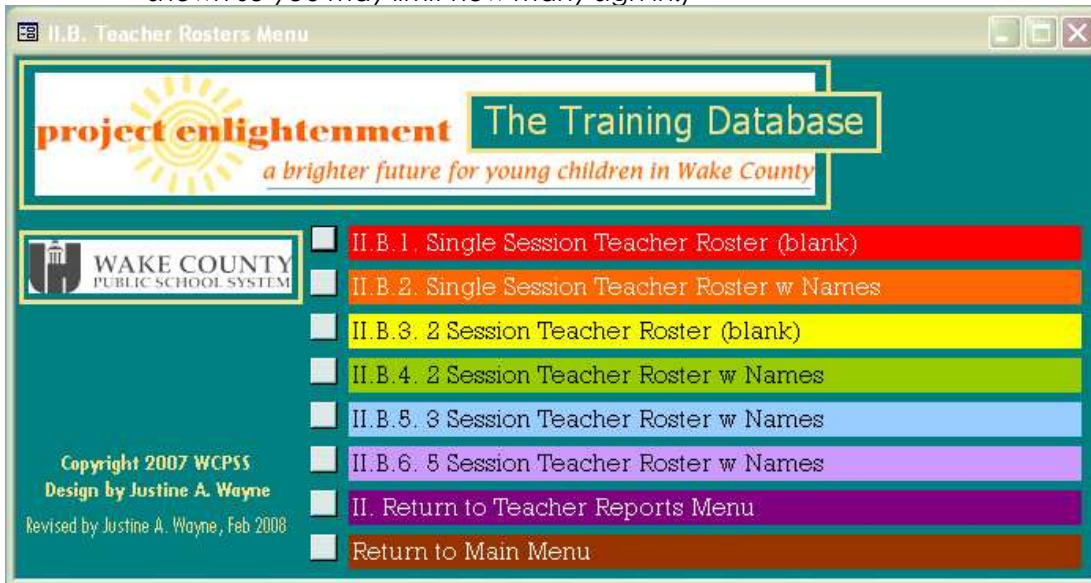 II.B. Teacher Rosters Menu
project enlightenment
The Training Database
a brighter future for young children in Wake County
WAKE COUNTY
PUBLIC SCHOOL SYSTEM
II.B.1. Single Session Teacher Roster (blank)
II.B.2. Single Session Teacher Roster w Names
II.B.3. 2 Session Teacher Roster (blank)
II.B.4. 2 Session Teacher Roster w Names
II.B.5. 3 Session Teacher Roster w Names
II.B.6. 5 Session Teacher Roster w Names
II. Return to Teacher Reports Menu
Return to Main Menu
Copyright 2007 WCPSS
Design by Justine A. Wayne
Revised by Justine A. Wayne, Feb 2008